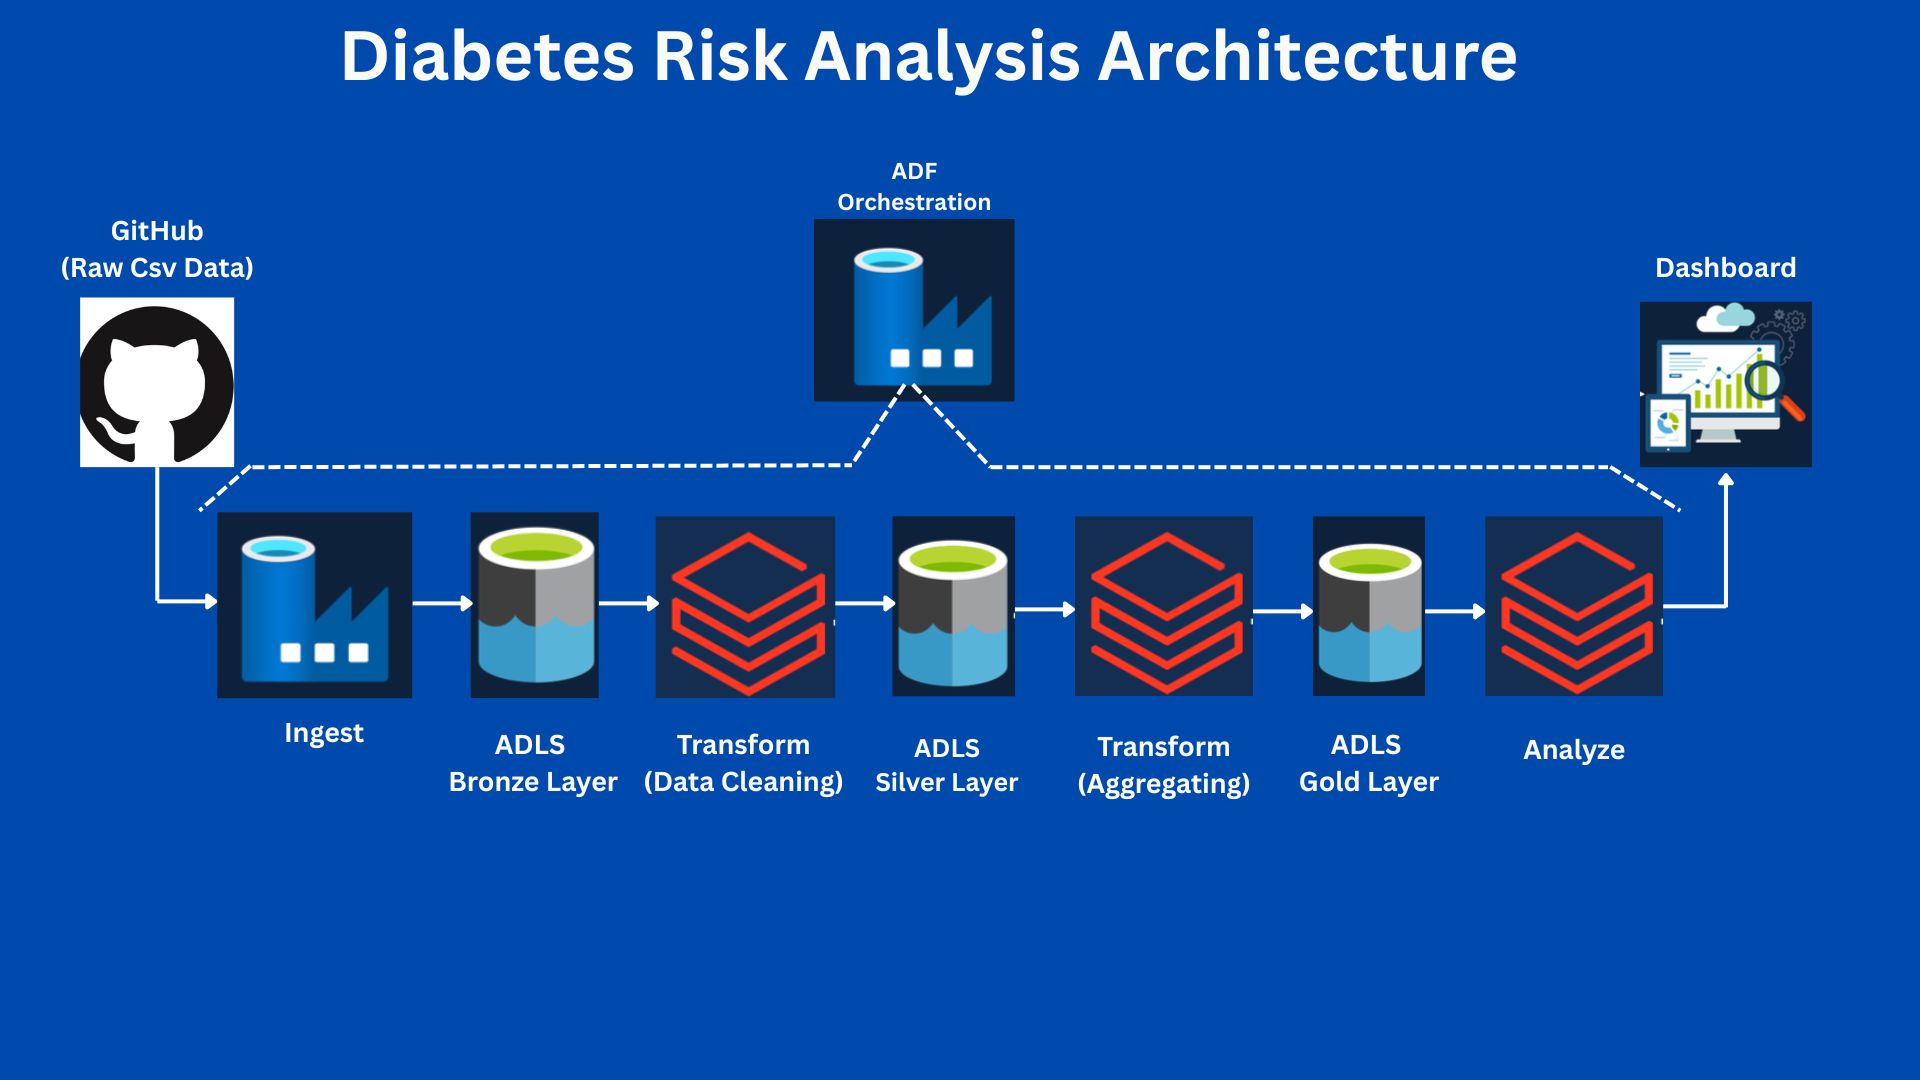 Diabetes Risk Analysis Architecture
ADF
Orchestration
GitHub
(Raw Csv Data)
Dashboard
Ingest
ADLS
Bronze Layer
Transform
(Data Cleaning)
ADLS
Silver Layer
Transform
(Aggregating)
ADLS
Gold Layer
Analyze